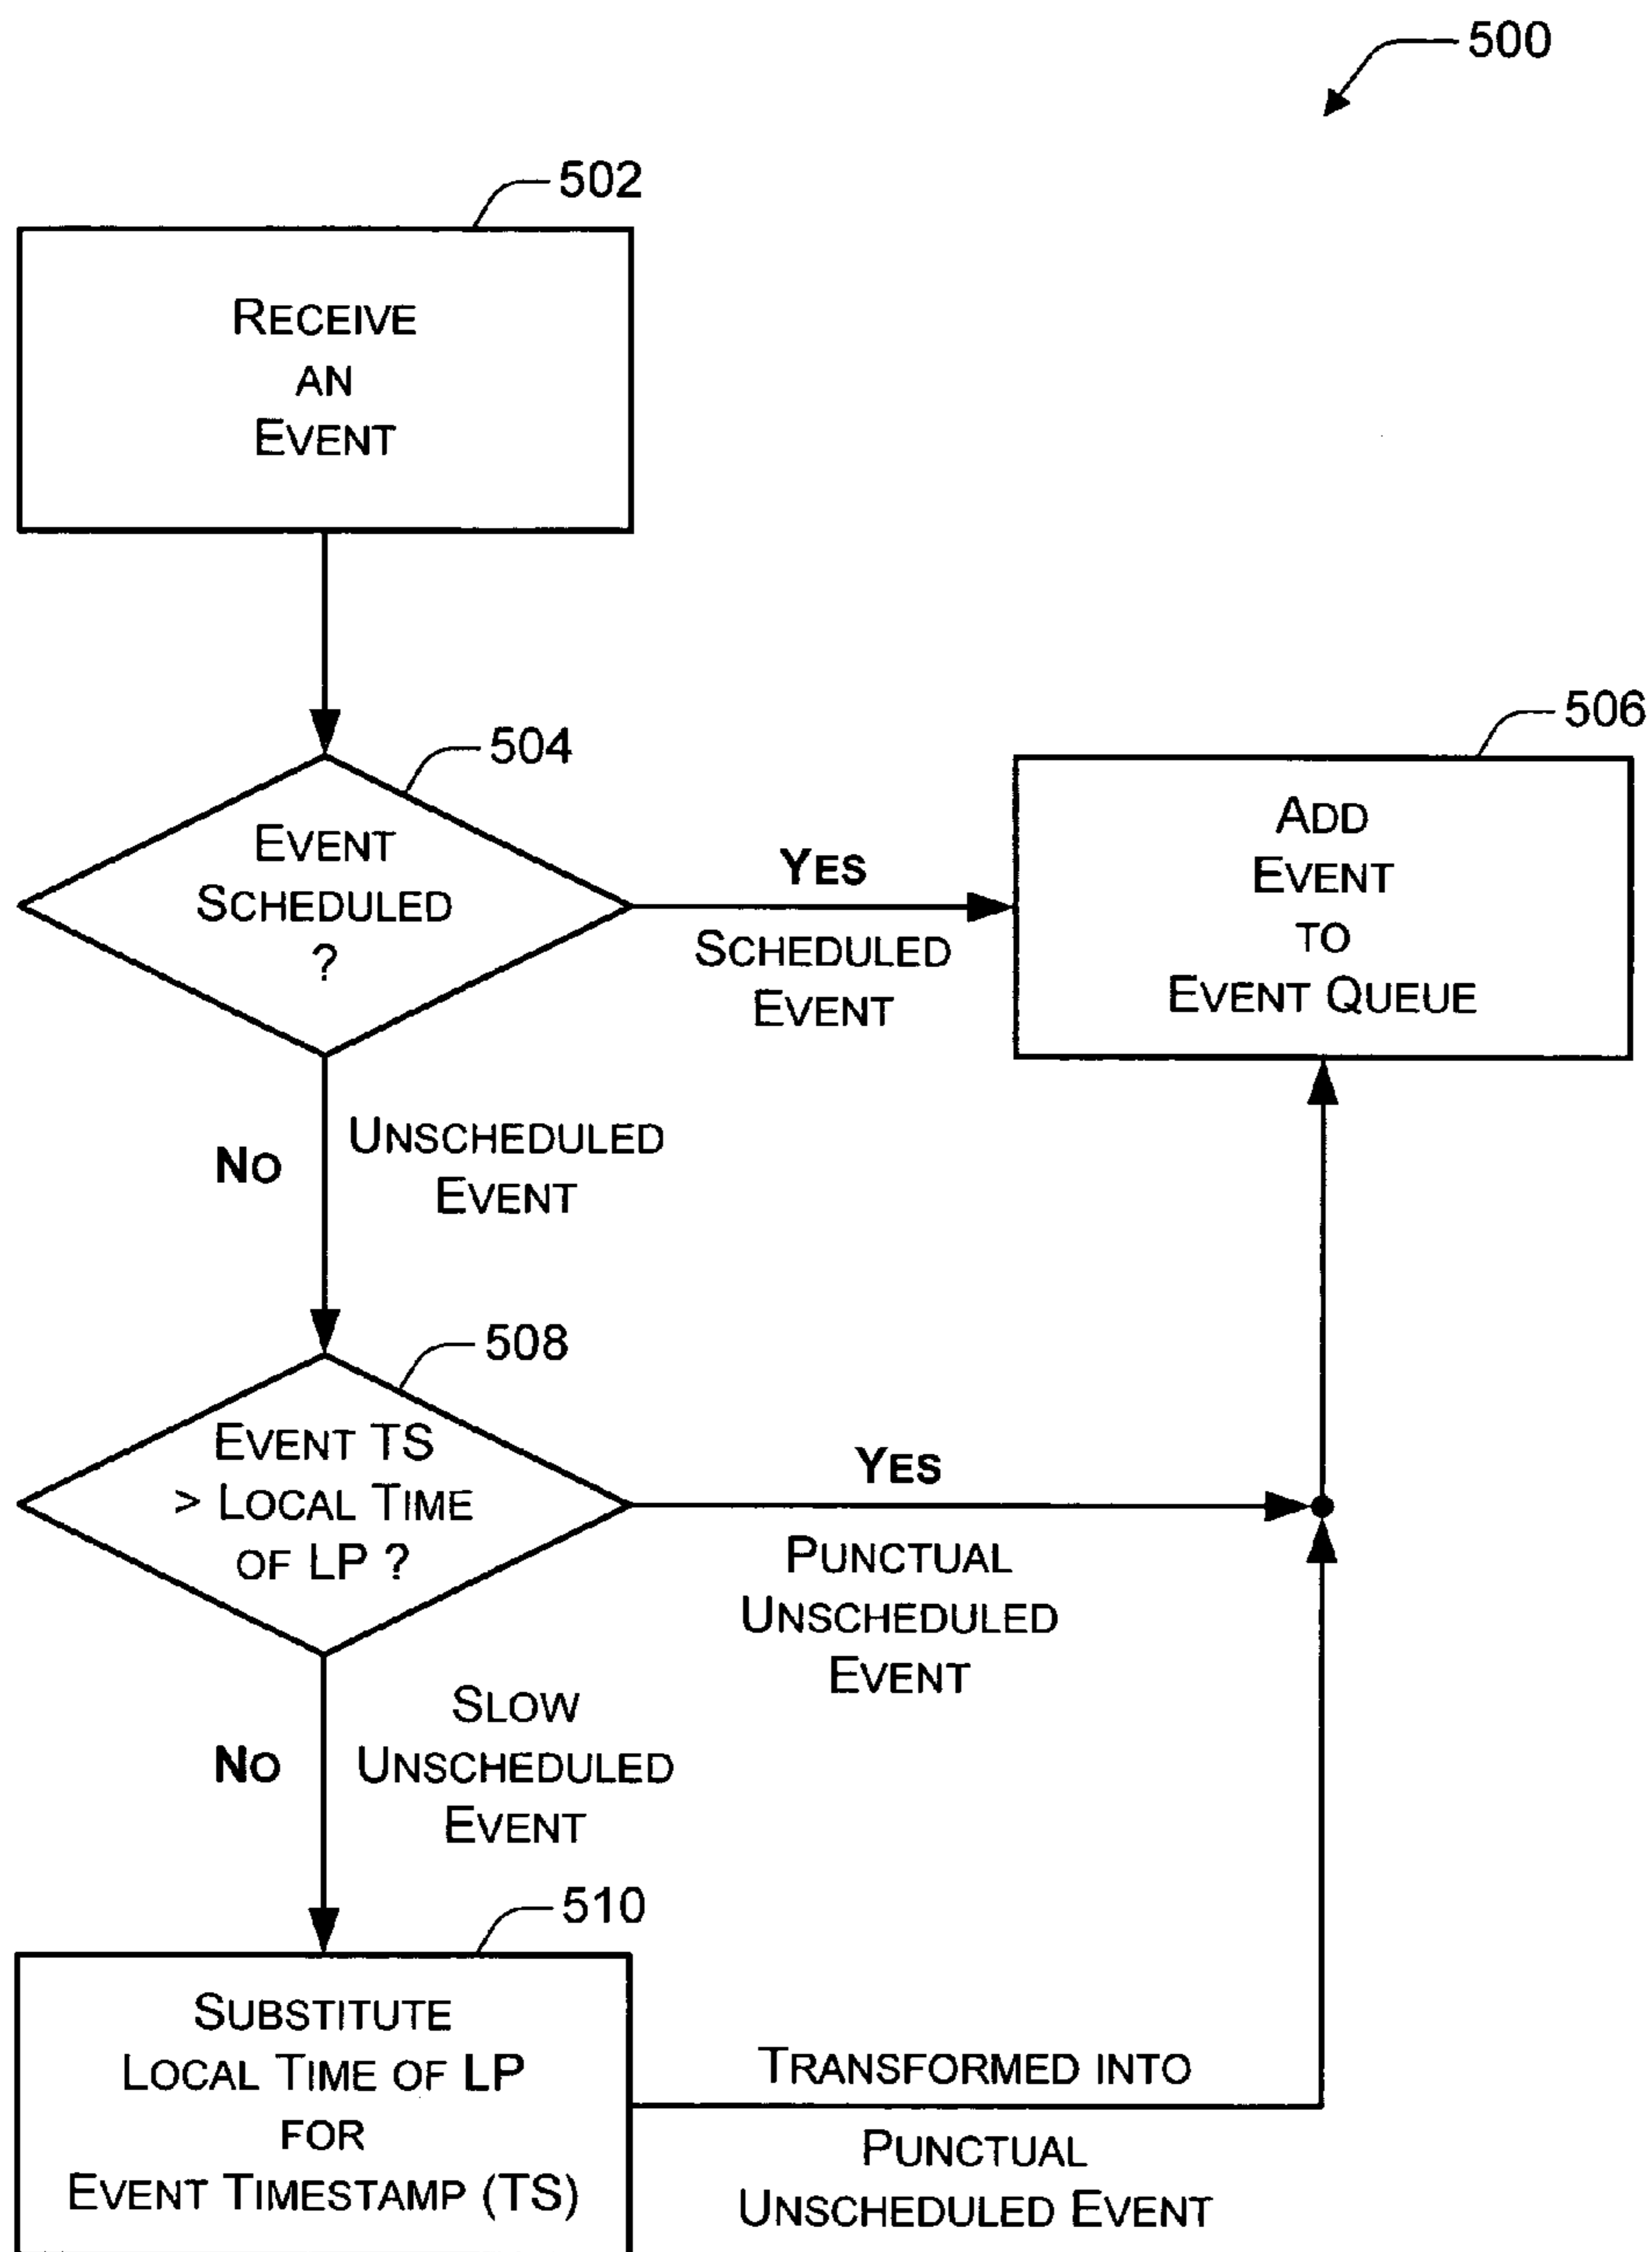 500
502
RECEIVE
AN
EVENT
504
EVENT
SCHEDULED
?
YES
SCHEDULED
EVENT
506
ADD
EVENT
TO
EVENT QUEUE
NO
UNSCHEDULED
EVENT
508
EVENT TS
> LOCAL TIME
OF LP ?
YES
PUNCTUAL
UNSCHEDULED
EVENT
NO
SLOW
UNSCHEDULED
EVENT
510
SUBSTITUTE
LOCAL TIME OF LP
FOR
EVENT TIMESTAMP (TS)
TRANSFORMED INTO
PUNCTUAL
UNSCHEDULED EVENT